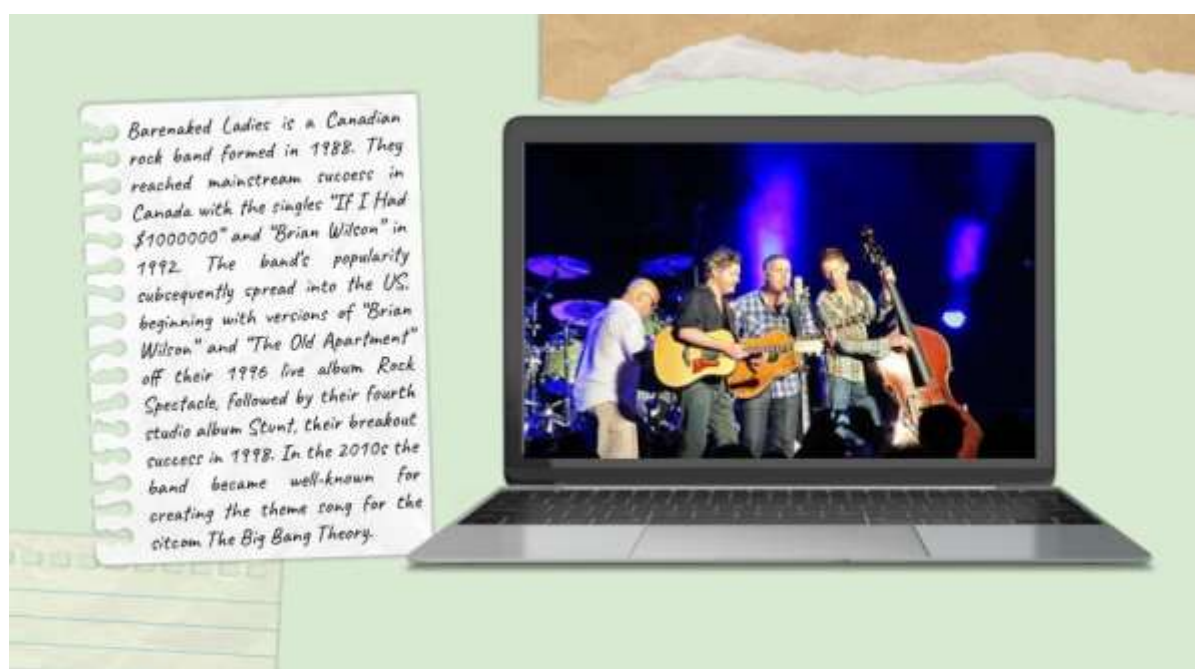 Barenaked Ladies is a Canadian
rock band formed in 1988. They
reached mainstream success in
Canada with the singles "If I Had
$1000000" and "Brian Wilson" in
1992. The band's popularity
subsequently spread into the US,
beginning with versions of "Brian
Wilson" and "The Old Apartment"
off their 1996 live album Rock
Spectacle, followed by their fourth
studio album Stunt, their breakout
success in 1998. In the 2010s the
band became well-known for
creating the theme song for the
sitcom The Big Bang Theory.